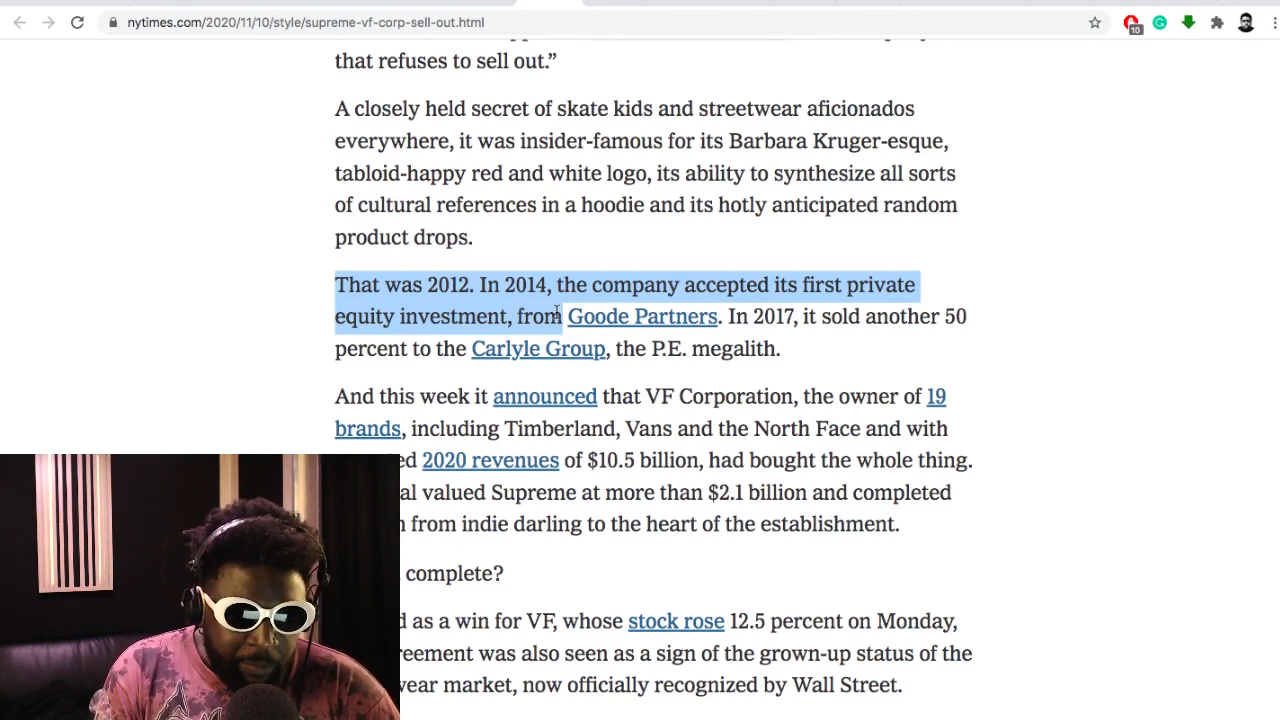 nytimes.com/2020/11/10/style/supreme-vf-corp-sell-out.html
10
that refuses to sell out.”
A closely held secret of skate kids and streetwear aficionados
everywhere, it was insider-famous for its Barbara Kruger-esque,
tabloid-happy red and white logo, its ability to synthesize all sorts
of cultural references in a hoodie and its hotly anticipated random
product drops.
That was 2012. In 2014, the company accepted its first private
equity investment, from Goode Partners. In 2017, it sold another 50
percent to the Carlyle Group, the P.E. megalith.
And this week it announced that VF Corporation, the owner of 19
brands, including Timberland, Vans and the North Face and with
2020 revenues of $10.5 billion, had bought the whole thing.
valued Supreme at more than $2.1 billion and completed
from indie darling to the heart of the establishment.
complete?
as a win for VF, whose stock rose 12.5 percent on Monday,
was also seen as a sign of the grown-up status of the
market, now officially recognized by Wall Street.